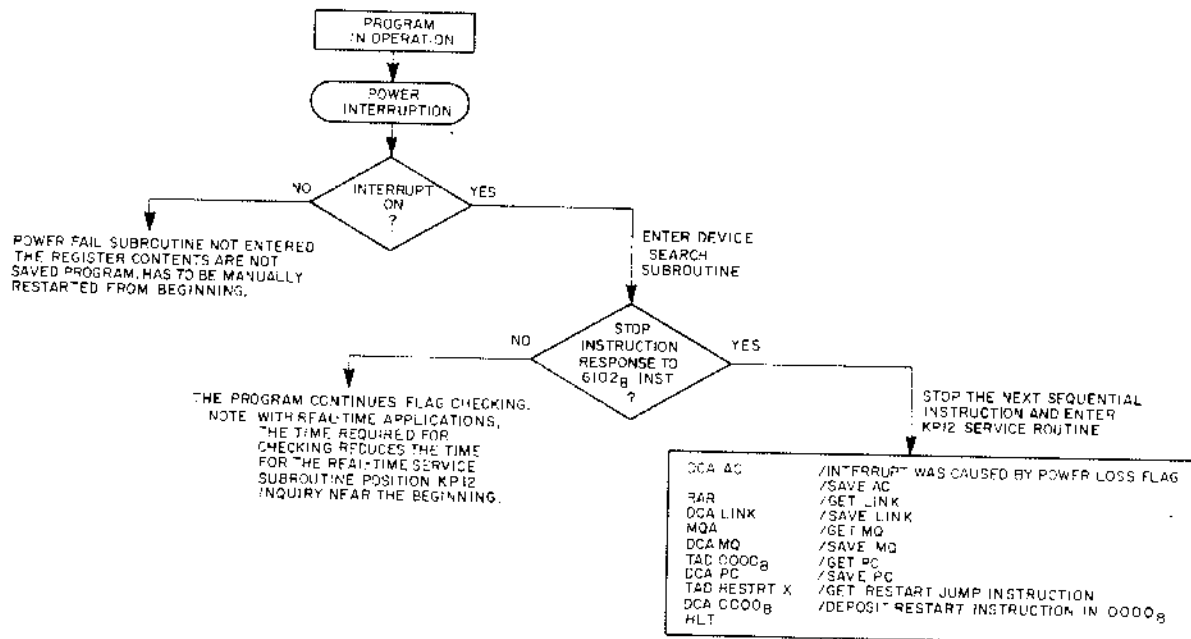 PROGRAM
IN OPERATION
POWER
INTERRUPTION
NO
INTERRUPT
ON
?
YES
POWER FAIL SUBROUTINE NOT ENTERED
THE REGISTER CONTENTS ARE NOT
SAVED PROGRAM, HAS TO BE MANUALLY
RESTARTED FROM BEGINNING.
ENTER DEVICE
SEARCH
SUBROUTINE
NO
STOP
INSTRUCTION
RESPONSE TO
6102₈ INST
?
YES
THE PROGRAM CONTINUES FLAG CHECKING.
NOTE WITH REAL-TIME APPLICATIONS,
THE TIME REQUIRED FOR
CHECKING REDUCES THE TIME
FOR THE REAL-TIME SERVICE
SUBROUTINE POSITION KP12
INQUIRY NEAR THE BEGINNING.
STOP THE NEXT SEQUENTIAL
INSTRUCTION AND ENTER
KP12 SERVICE ROUTINE
DCA AC /INTERRUPT WAS CAUSED BY POWER LOSS FLAG
/SAVE AC
RAR /GET LINK
DCA LINK /SAVE LINK
MQA /GET MQ
DCA MQ /SAVE MQ
TAD 0000₈ /GET PC
DCA PC /SAVE PC
TAD RESTRT X /GET RESTART JUMP INSTRUCTION
DCA 0000₈ /DEPOSIT RESTART INSTRUCTION IN 0000₈
HLT